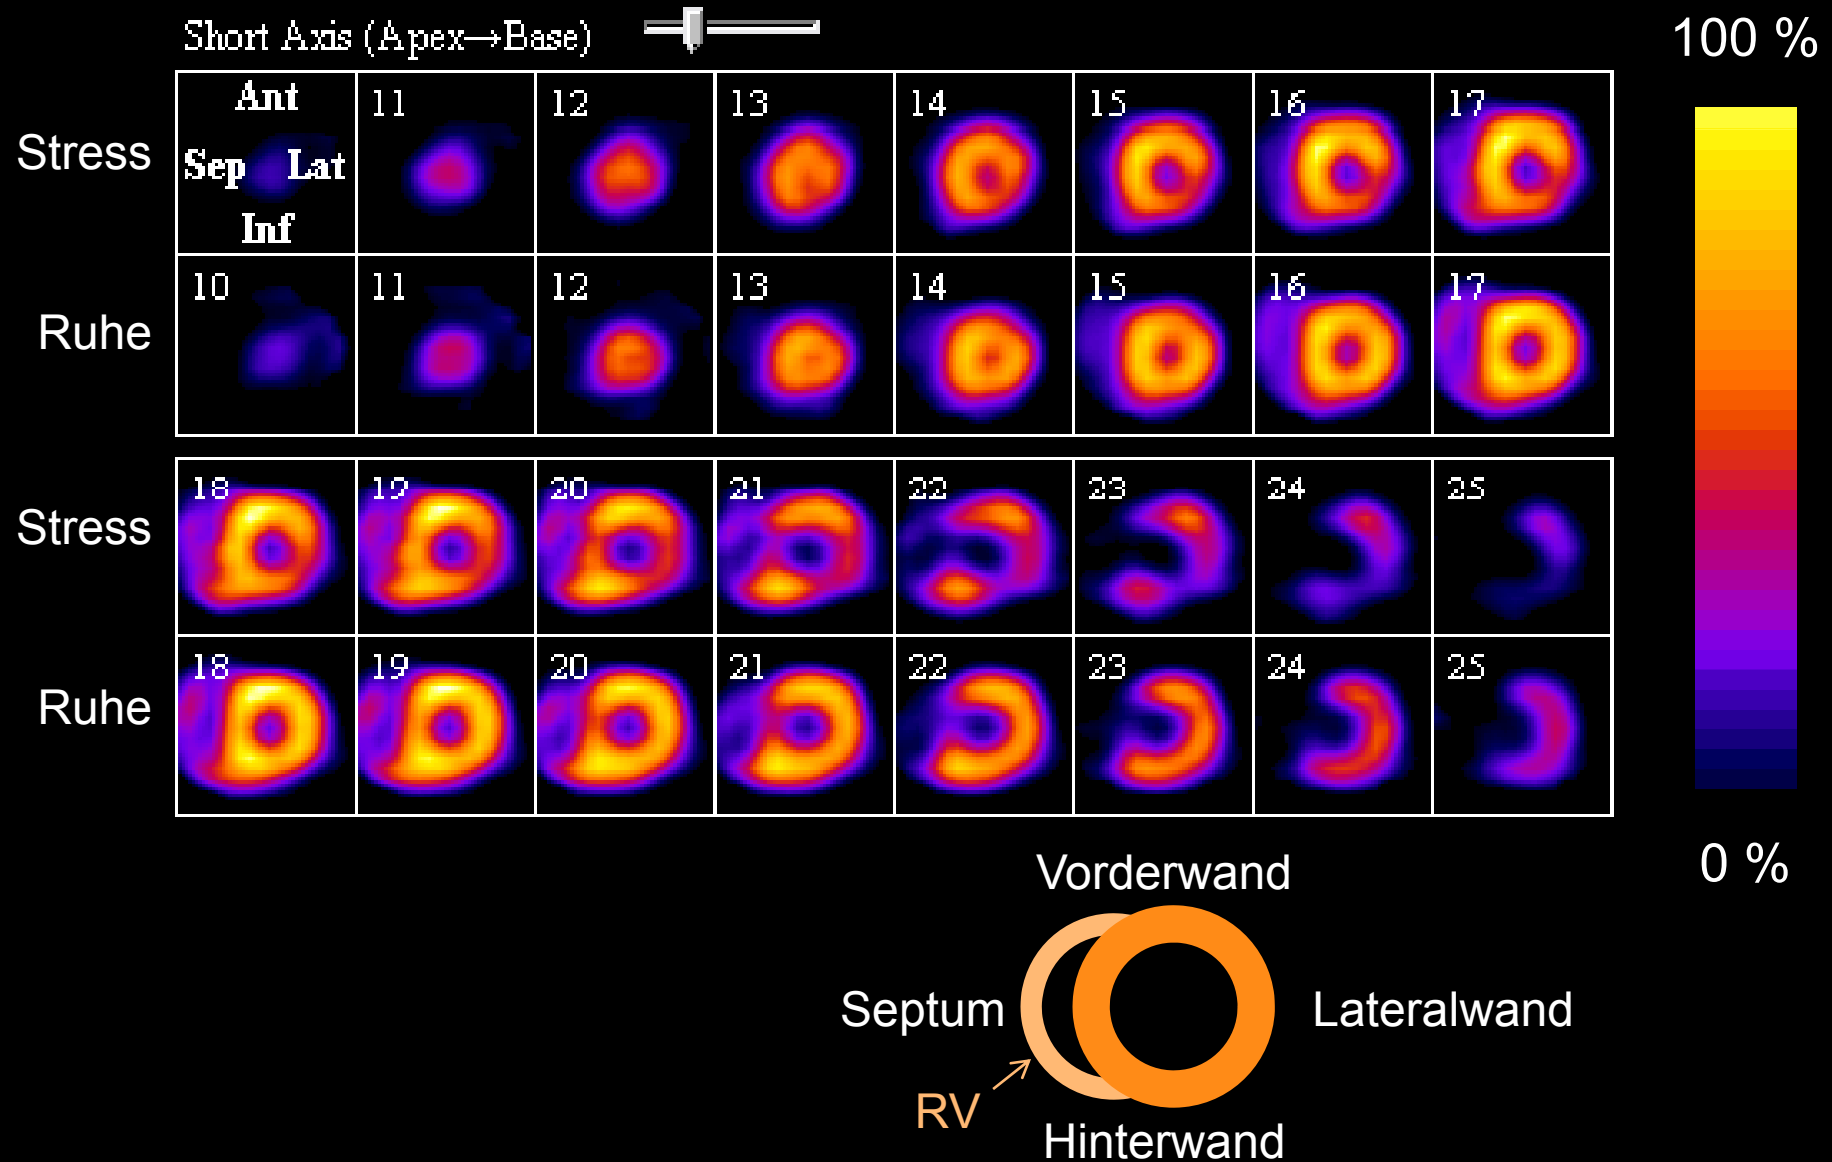 Short Axis (Apex→Base)
100 %
Stress
Ant
Sep Lat
Inf
11 12 13 14 15 16 17
Ruhe
10 11 12 13 14 15 16 17
Stress
18 19 20 21 22 23 24 25
Ruhe
18 19 20 21 22 23 24 25
0 %
Vorderwand
Septum
Lateralwand
RV
Hinterwand